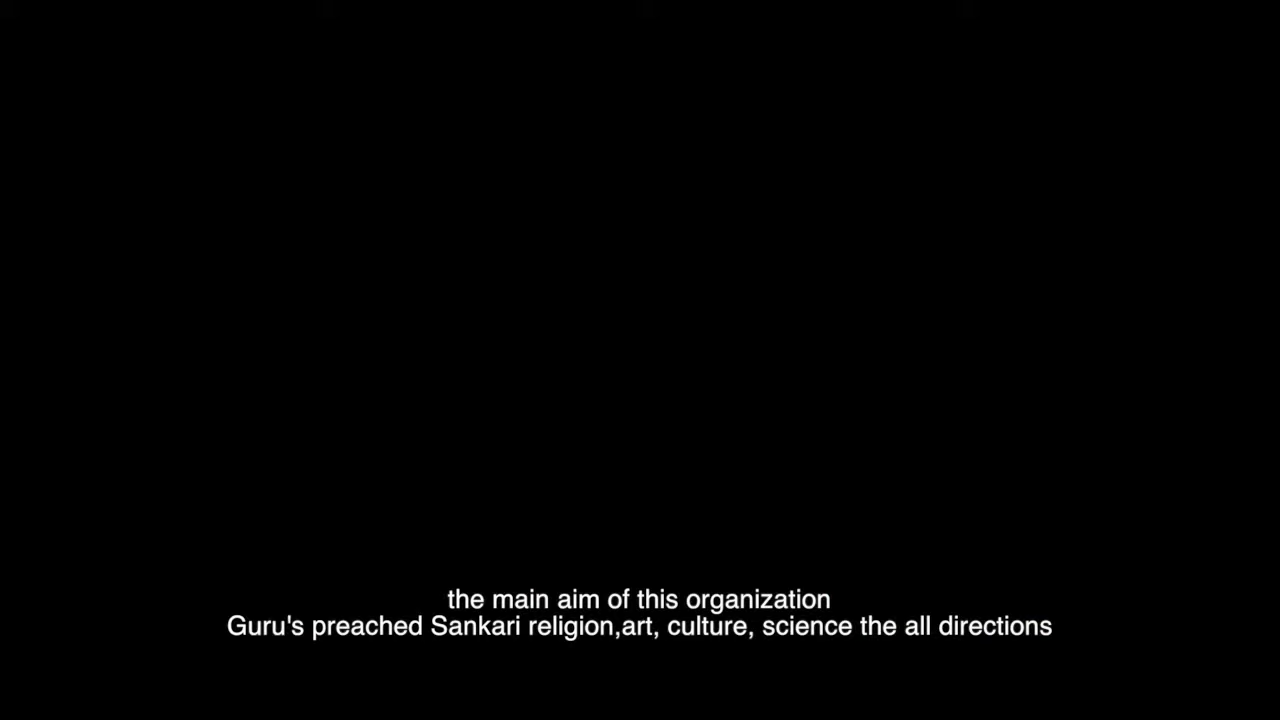 the main aim of this organization
Guru's preached Sankari religion,art, culture, science the all directions